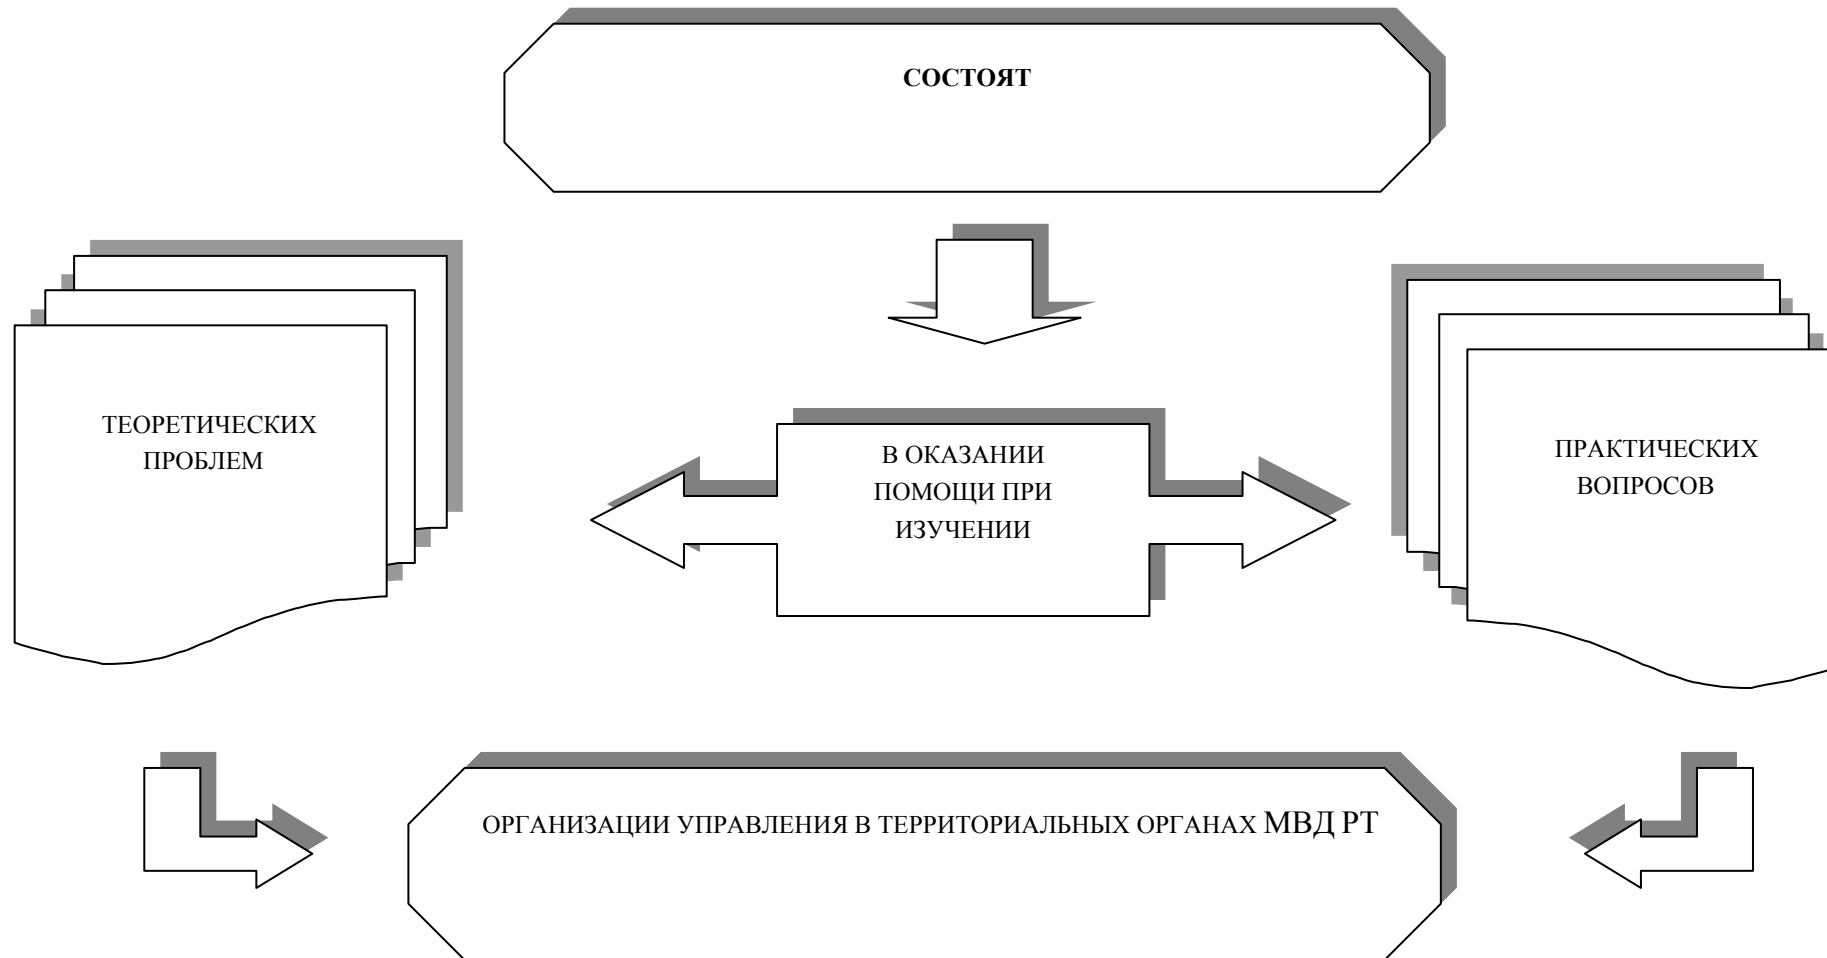 СОСТОЯТ
ТЕОРЕТИЧЕСКИХ
ПРОБЛЕМ
В ОКАЗАНИИ
ПОМОЩИ ПРИ
ИЗУЧЕНИИ
ПРАКТИЧЕСКИХ
ВОПРОСОВ
ОРГАНИЗАЦИИ УПРАВЛЕНИЯ В ТЕРРИТОРИАЛЬНЫХ ОРГАНАХ МВД РТ